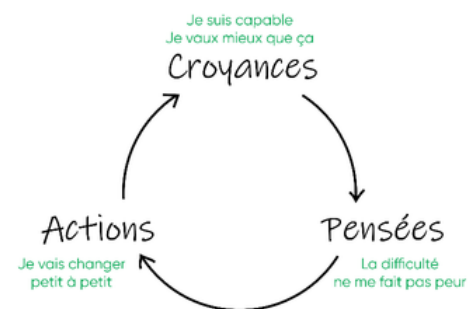 Je suis capable
Je vaux mieux que ça
Croyances
Actions
Je vais changer
petit à petit
Pensées
La difficulté
ne me fait pas peur